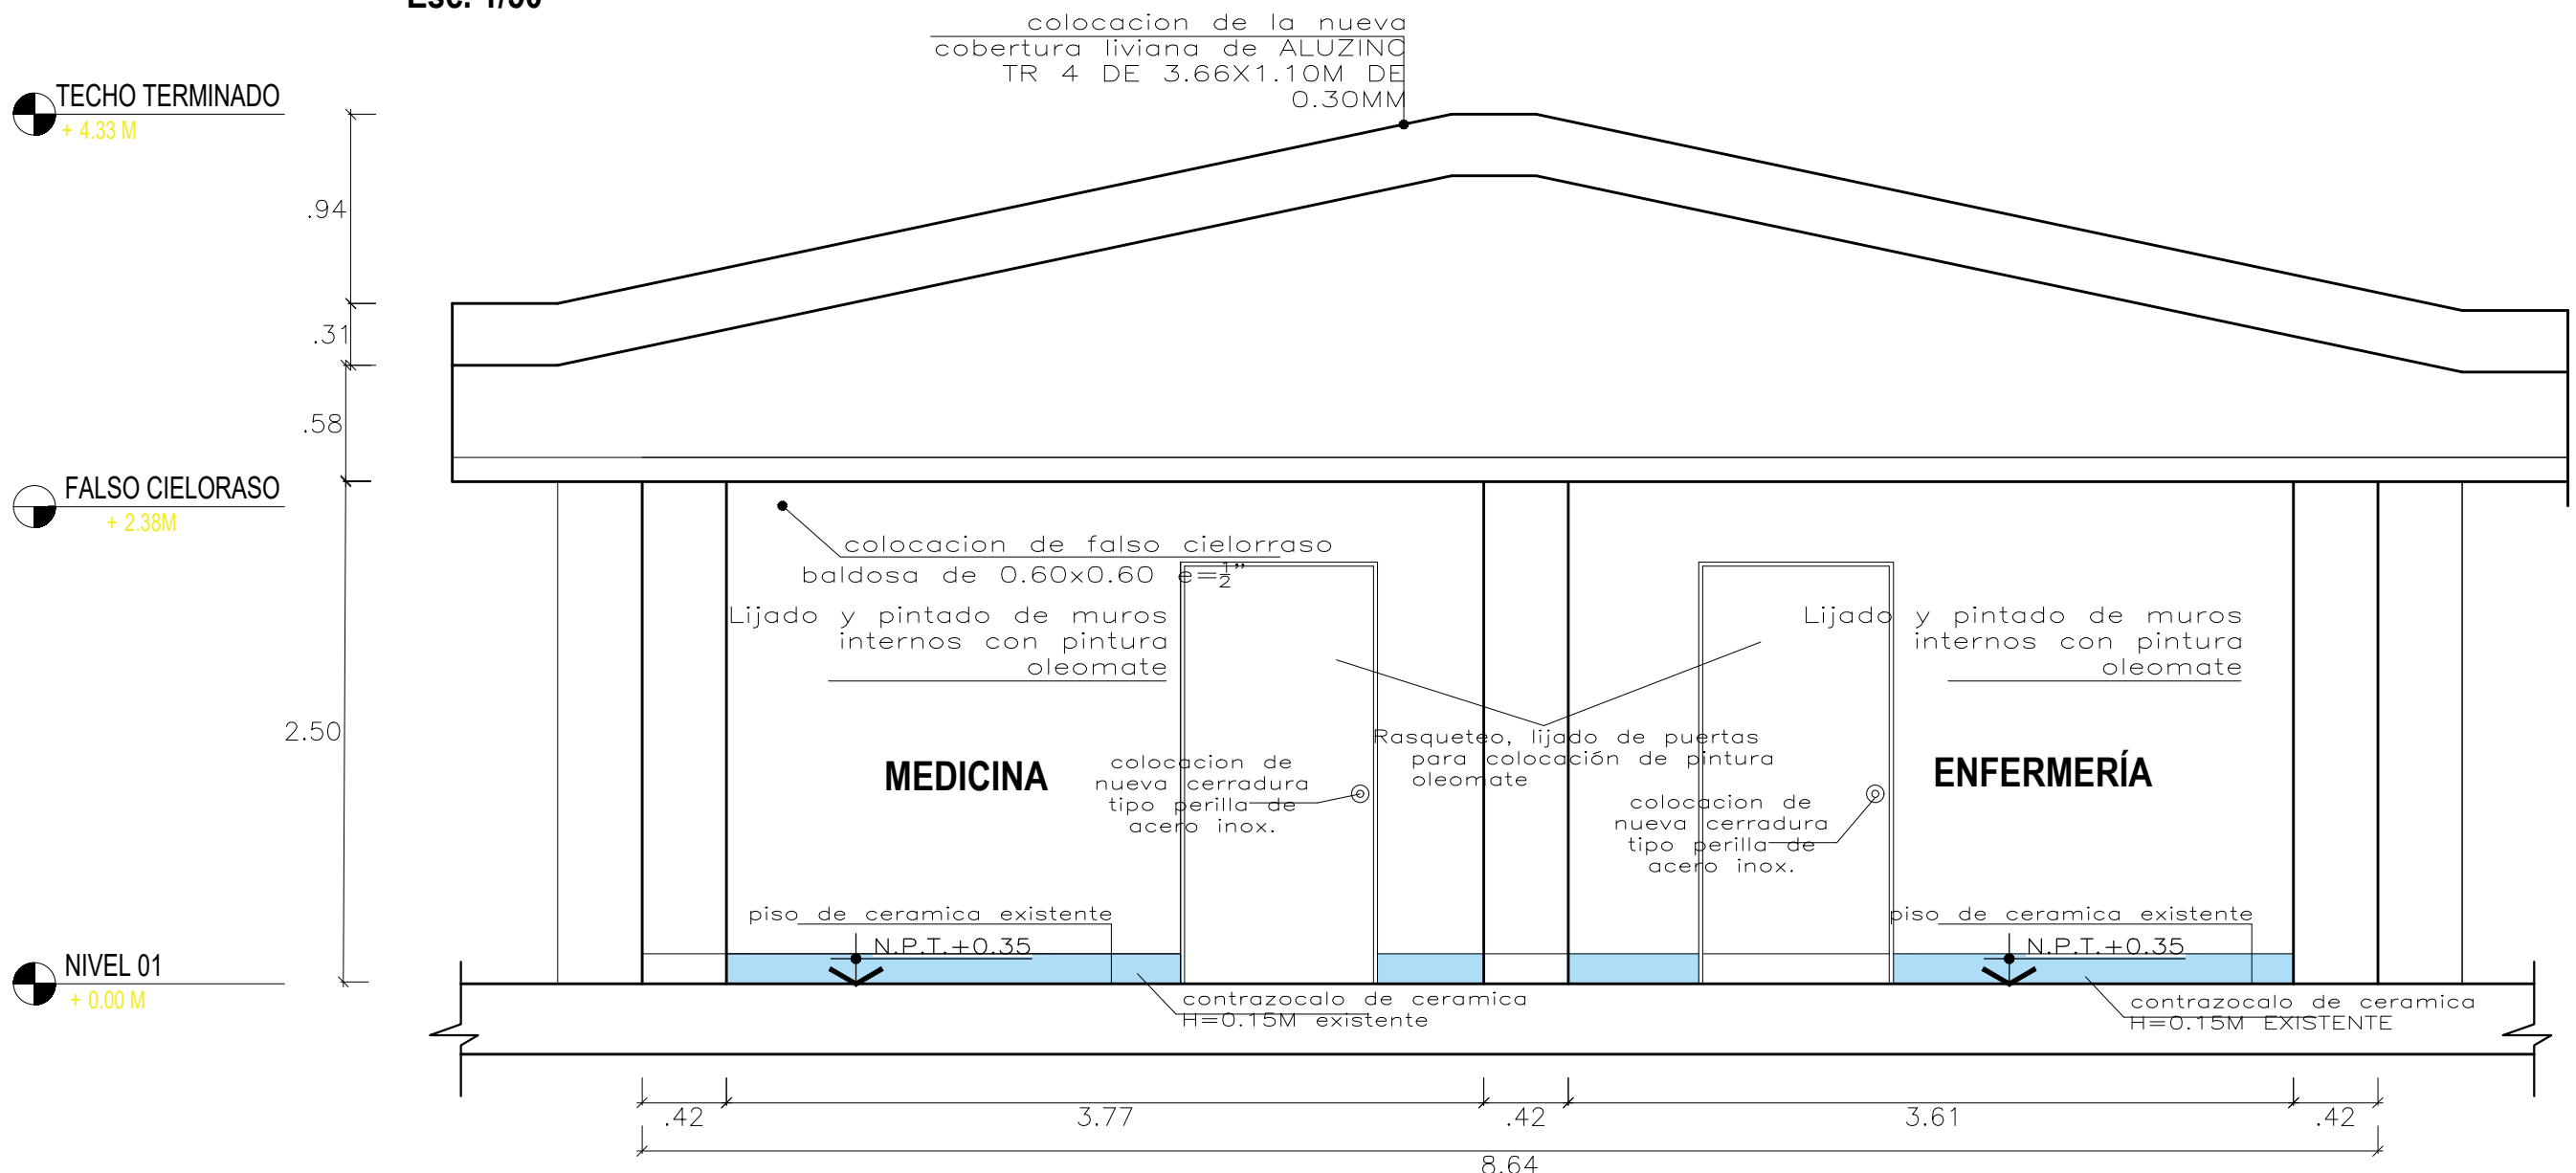 Esc. 1/50
colocacion de la nueva
cobertura liviana de ALUZINC
TR 4 DE 3.66X1.10M DE
0.30MM
TECHO TERMINADO
+ 4.33 M
.94
.31
.58
FALSO CIELORASO
+ 2.38M
colocacion de falso cielorraso
baldosa de 0.60x0.60 e=½"
Lijado y pintado de muros
internos con pintura
oleomate
Lijado y pintado de muros
internos con pintura
oleomate
2.50
Rasqueteo, lijado de puertas
para colocación de pintura
oleomate
MEDICINA
colocacion de
nueva cerradura
tipo perilla de
acero inox.
ENFERMERÍA
colocacion de
nueva cerradura
tipo perilla de
acero inox.
piso de ceramica existente
N.P.T.+0.35
piso de ceramica existente
N.P.T.+0.35
NIVEL 01
+ 0.00 M
contrazocalo de ceramica
H=0.15M existente
contrazocalo de ceramica
H=0.15M EXISTENTE
.42
3.77
.42
3.61
.42
8.64